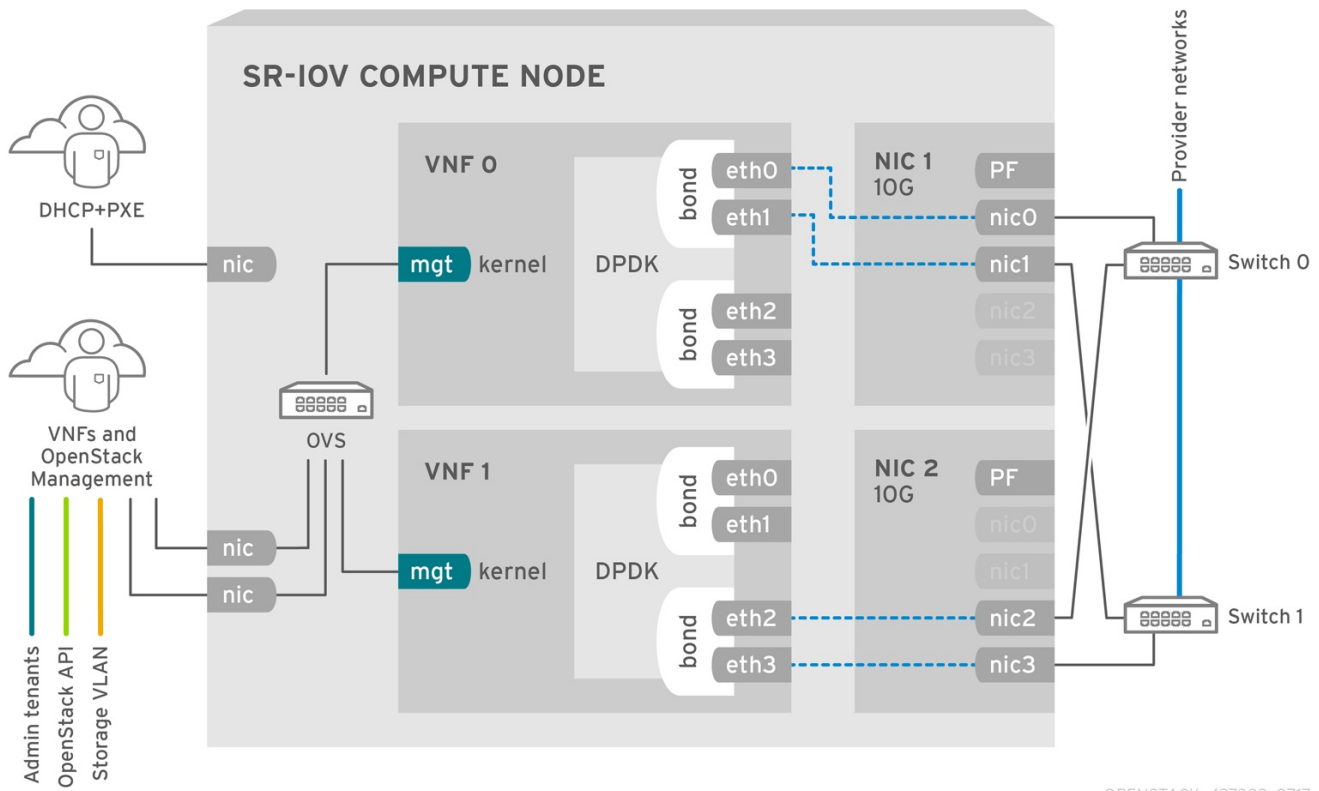 SR-IOV COMPUTE NODE
DHCP+PXE
nic
VNFs and
OpenStack
Management
Admin tenants
OpenStack API
Storage VLAN
nic
nic
OVS
VNF 0
mgt
kernel
DPDK
bond
eth0
eth1
bond
eth2
eth3
VNF 1
mgt
kernel
DPDK
bond
eth0
eth1
bond
eth2
eth3
NIC 1
10G
PF
nic0
nic1
nic2
nic3
NIC 2
10G
PF
nic0
nic1
nic2
nic3
Provider networks
Switch 0
Switch 1